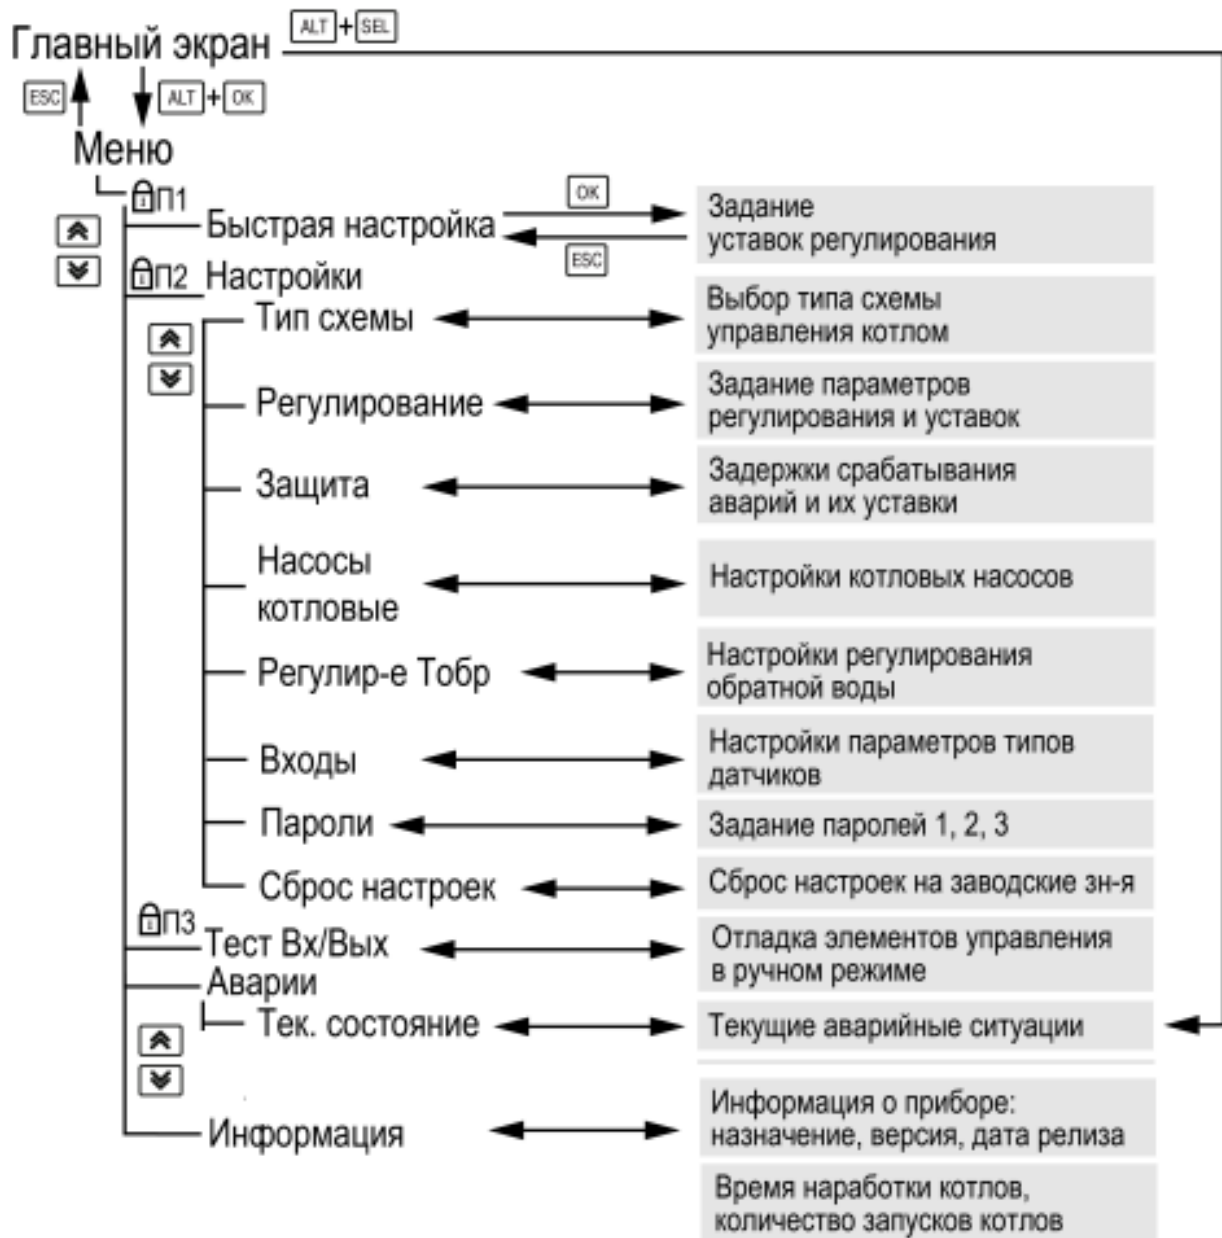 Главный экран
ALT + SEL
ESC
ALT + OK
Меню
П1
Быстрая настройка
OK
ESC
Задание
уставок регулирования
П2 Настройки
Тип схемы
Выбор типа схемы
управления котлом
Регулирование
Задание параметров
регулирования и уставок
Защита
Задержки срабатывания
аварий и их уставки
Насосы
котловые
Настройки котловых насосов
Регулир-е Тобр
Настройки регулирования
обратной воды
Входы
Настройки параметров типов
датчиков
Пароли
Задание паролей 1, 2, 3
Сброс настроек
Сброс настроек на заводские зн-я
П3
Тест Вх/Вых
Отладка элементов управления
в ручном режиме
Аварии
Тек. состояние
Текущие аварийные ситуации
Информация
Информация о приборе:
назначение, версия, дата релиза
Время наработки котлов,
количество запусков котлов